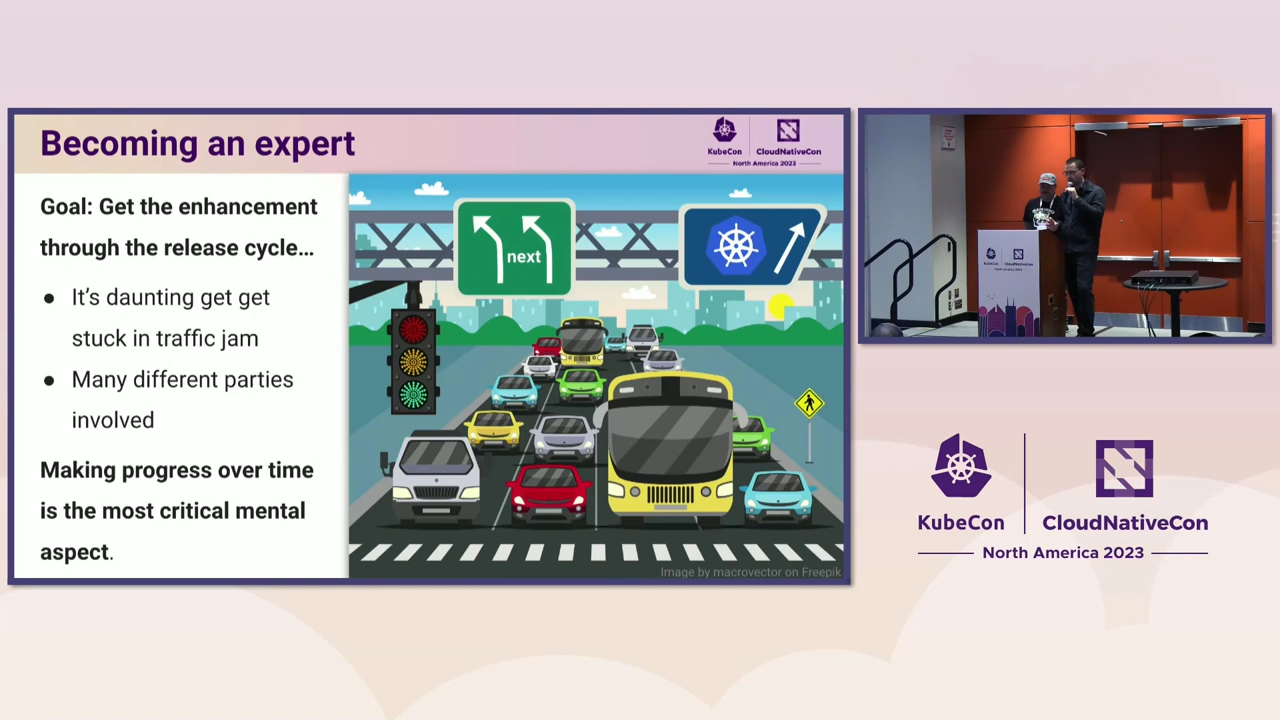 Becoming an expert
KubeCon
CloudNativeCon
North America 2023
Goal: Get the enhancement
through the release cycle…
● It's daunting get get
stuck in traffic jam
● Many different parties
involved
Making progress over time
is the most critical mental
aspect.
next
Image by macrovector on Freepik
KubeCon
CloudNativeCon
North America 2023